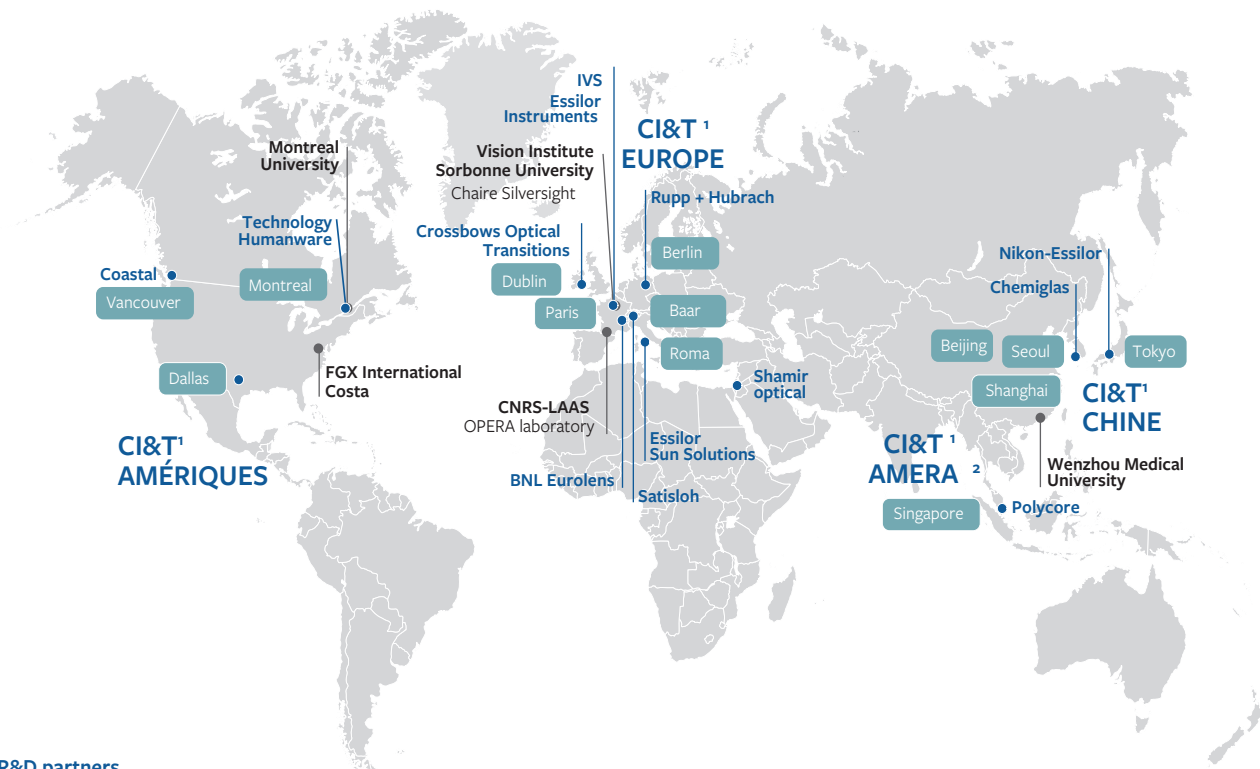 IVS
Essilor
Instruments
CI&T ¹
EUROPE
Montreal
University
Vision Institute
Sorbonne University
Chaire Silversight
Rupp + Hubrach
Technology
Humanware
Crossbows Optical
Transitions
Berlin
Nikon-Essilor
Coastal
Montreal
Dublin
Chemiglas
Vancouver
Paris
Baar
Beijing
Seoul
Tokyo
Roma
Dallas
FGX International
Costa
Shamir
optical
Shanghai
CI&T¹
CHINE
CNRS-LAAS
OPERA laboratory
CI&T¹
AMÉRIQUES
Essilor
Sun Solutions
CI&T ¹
AMERA ²
BNL Eurolens
Satisloh
Wenzhou Medical
University
Singapore
Polycore
R&D partners